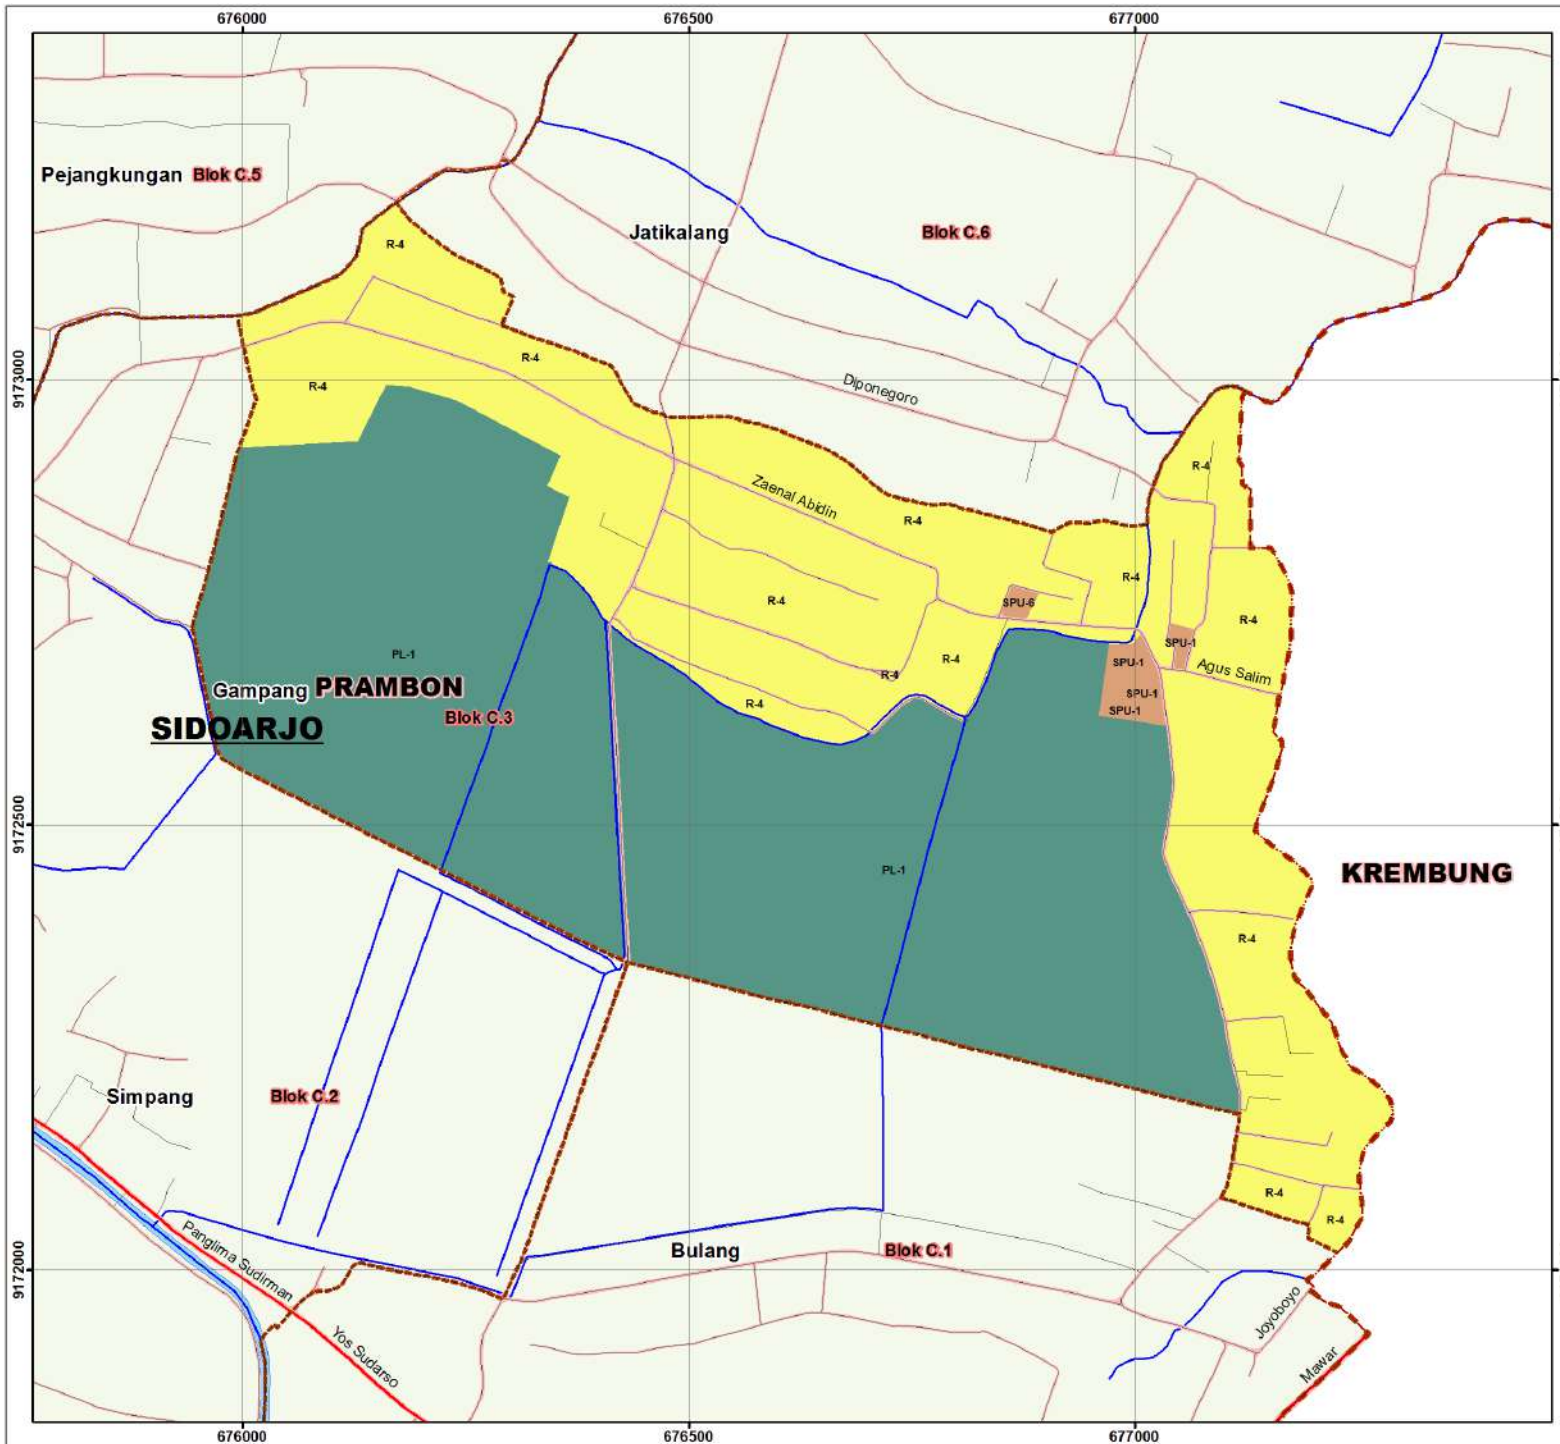 676000
676500
677000
Pejangkungan
Blok C.5
Jatikalang
Blok C.6
R-4
R-4
R-4
9173000
9173000
Diponegoro
R-4
Zaenal Abidin
R-4
R-4
R-4
SPU-6
R-4
SPU-1
PL-1
R-4
SPU-1
R-4
Agus Salim
Gampang
PRAMBON
SPU-1
R-4
SPU-1
Blok C.3
SIDOARJO
9172500
PL-1
KREMBUNG
R-4
Simpang
Blok C.2
R-4
R-4
Panglima Sudirman
Bulang
Blok C.1
9172000
Yos Sudarso
Joyoboyo
Mawar
676000
676500
677000